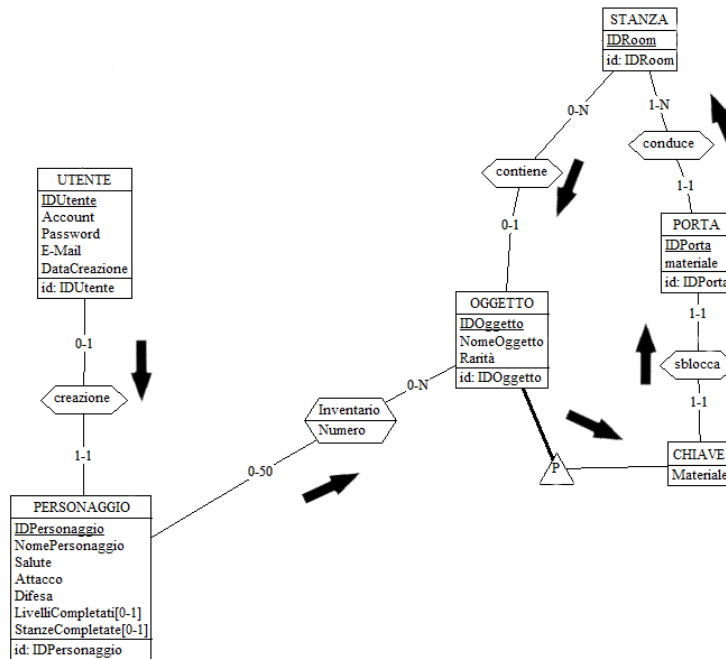 STANZA
IDRoom
id: IDRoom
0-N
1-N
conduce
contiene
1-1
0-1
UTENTE
IDUtente
Account
Password
E-Mail
DataCreazione
id: IDUtente
PORTA
IDPorta
materiale
id: IDPorta
OGGETTO
IDOggetto
NomeOggetto
Rarità
id: IDOggetto
1-1
0-1
sblocca
creazione
0-N
Inventario
Numero
1-1
1-1
0-50
P
CHIAVE
Materiale
PERSONAGGIO
IDPersonaggio
NomePersonaggio
Salute
Attacco
Difesa
LivelliCompletati[0-1]
StanzeCompletate[0-1]
id: IDPersonaggio